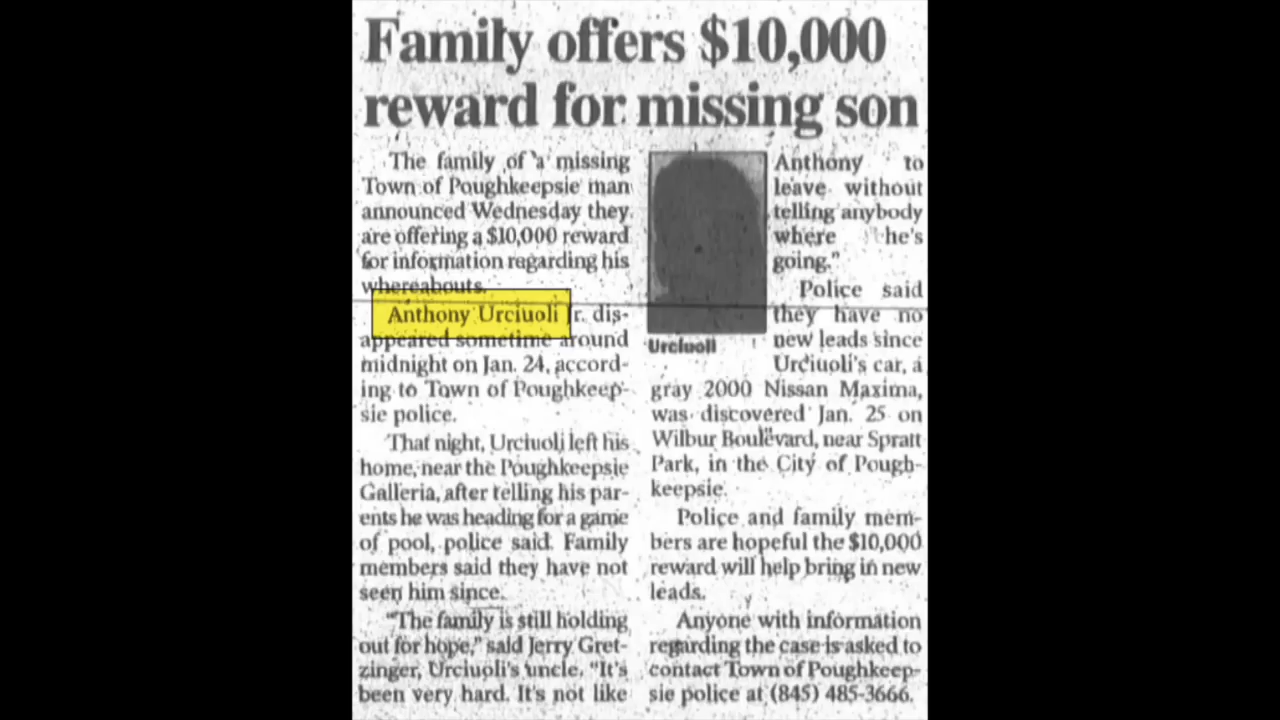 Family offers $10,000
reward for missing son
The family of a missing
Town of Poughkeepsie man
announced Wednesday they
are offering a $10,000 reward
for information regarding his
whereabouts.
Anthony Urciuoli Jr. dis-
appeared sometime around
midnight on Jan. 24, accord-
ing to Town of Poughkeep-
sie police.
That night, Urciuoli left his
home, near the Poughkeepsie
Galleria, after telling his par-
ents he was heading for a game
of pool, police said. Family
members said they have not
seen him since.
"The family is still holding
out for hope," said Jerry Gret-
zinger, Urciuoli's uncle. "It's
been very hard. It's not like
Urciuoli
Anthony to
leave without
telling anybody
where he's
going."
Police said
they have no
new leads since
Urciuoli's car, a
gray 2000 Nissan Maxima,
was discovered Jan. 25 on
Wilbur Boulevard, near Spratt
Park, in the City of Pough-
keepsie.
Police and family mem-
bers are hopeful the $10,000
reward will help bring in new
leads.
Anyone with information
regarding the case is asked to
contact Town of Poughkeep-
sie police at (845) 485-3666.